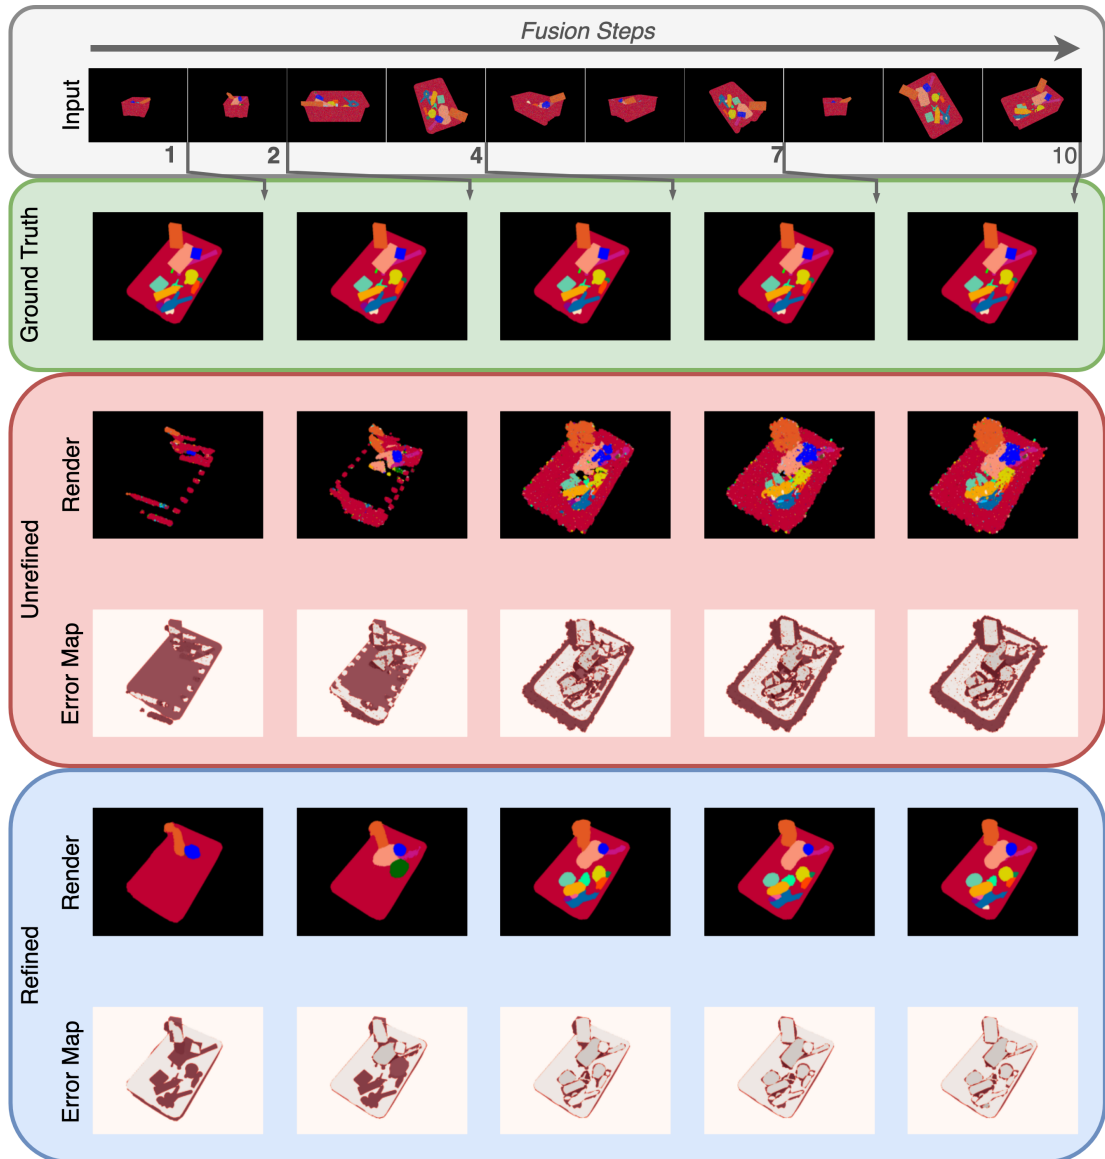 Fusion Steps
Input
1
2
4
7
10
Ground Truth
Unrefined
Render
Error Map
Refined
Render
Error Map